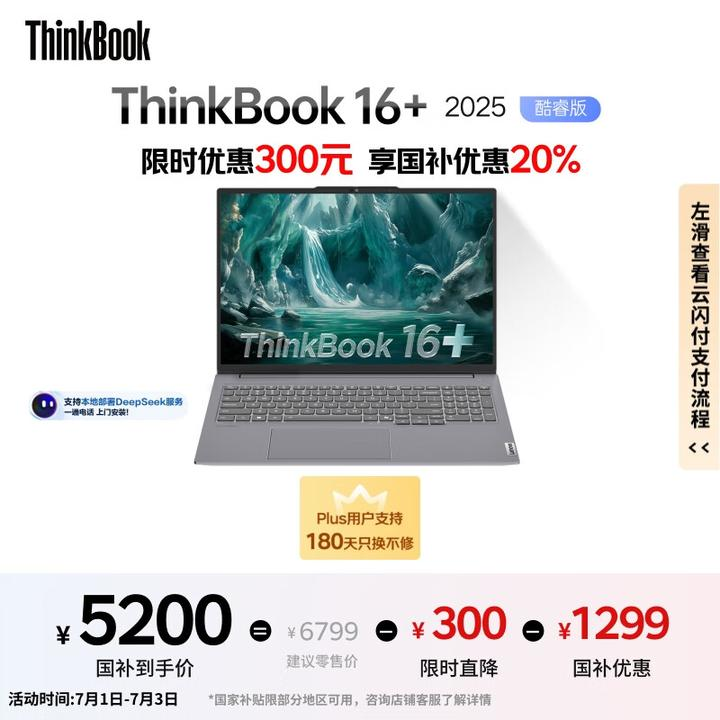 ThinkBook
ThinkBook 16+ 2025 酷睿版
限时优惠300元 享国补优惠20%
左滑查看云闪付支付流程 <<
ThinkBook 16+
支持本地部署DeepSeek服务
一通电话 上门安装!
Lenovo
Plus用户支持
180天只换不修
¥5200=¥6799-¥300-¥1299
国补到手价 建议零售价 限时直降 国补优惠
活动时间:7月1日-7月3日 *国家补贴限部分地区可用，咨询店铺客服了解详情